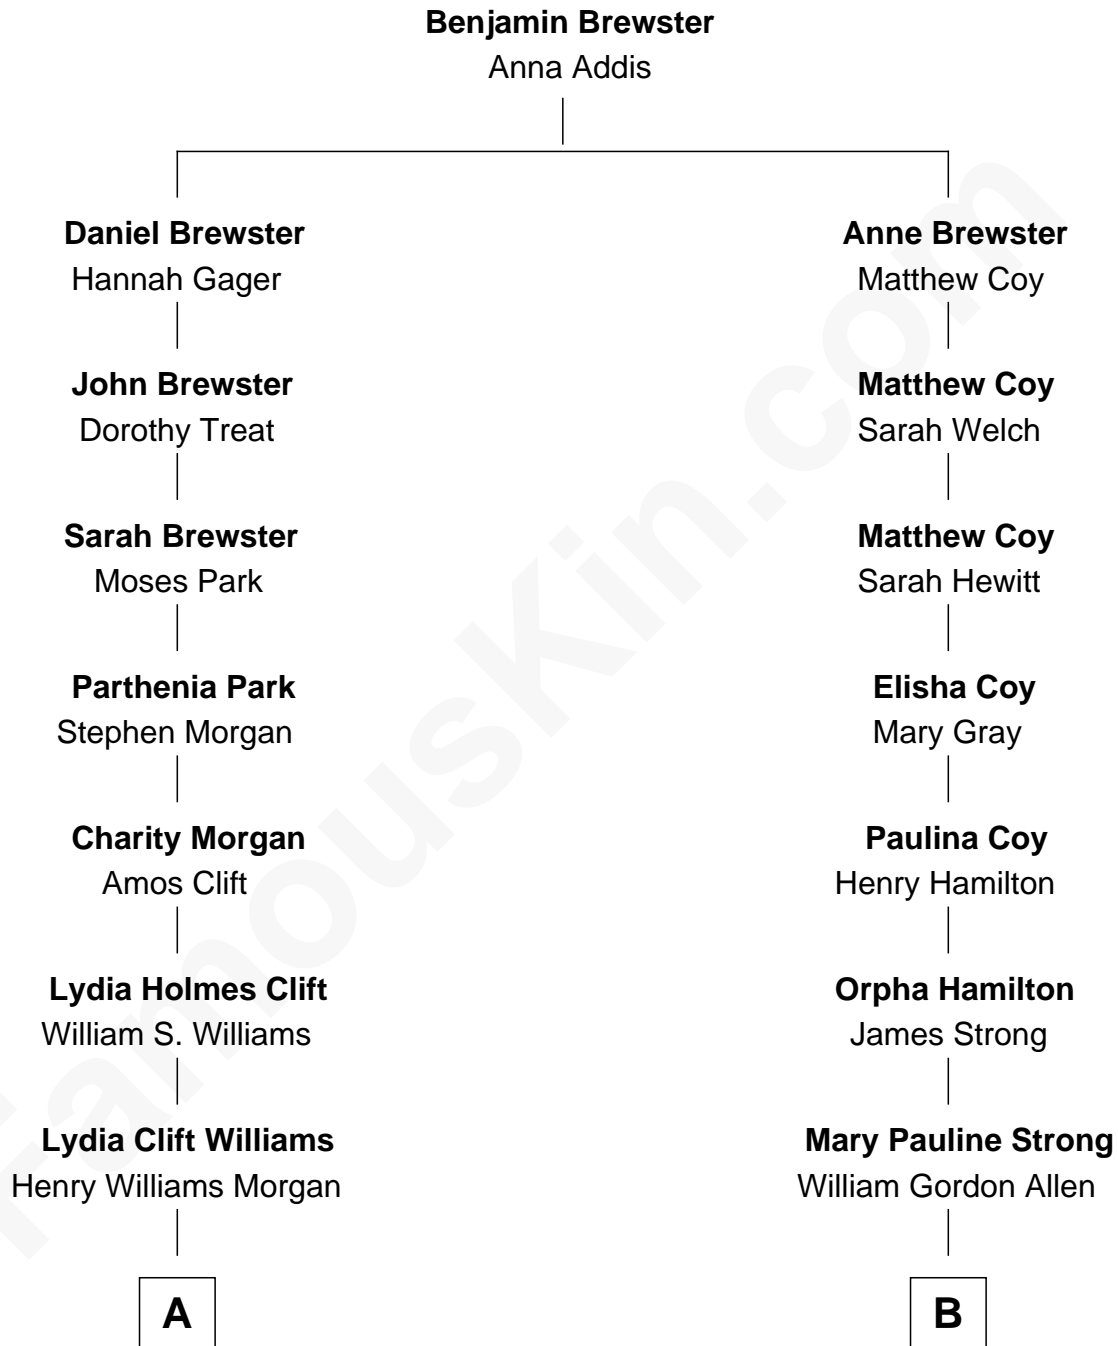 Benjamin Brewster
Anna Addis
Daniel Brewster
Hannah Gager
John Brewster
Dorothy Treat
Sarah Brewster
Moses Park
Parthenia Park
Stephen Morgan
Charity Morgan
Amos Clift
Lydia Holmes Clift
William S. Williams
Lydia Clift Williams
Henry Williams Morgan
A
Anne Brewster
Matthew Coy
Matthew Coy
Sarah Welch
Matthew Coy
Sarah Hewitt
Elisha Coy
Mary Gray
Paulina Coy
Henry Hamilton
Orpha Hamilton
James Strong
Mary Pauline Strong
William Gordon Allen
B
FamousKin.com